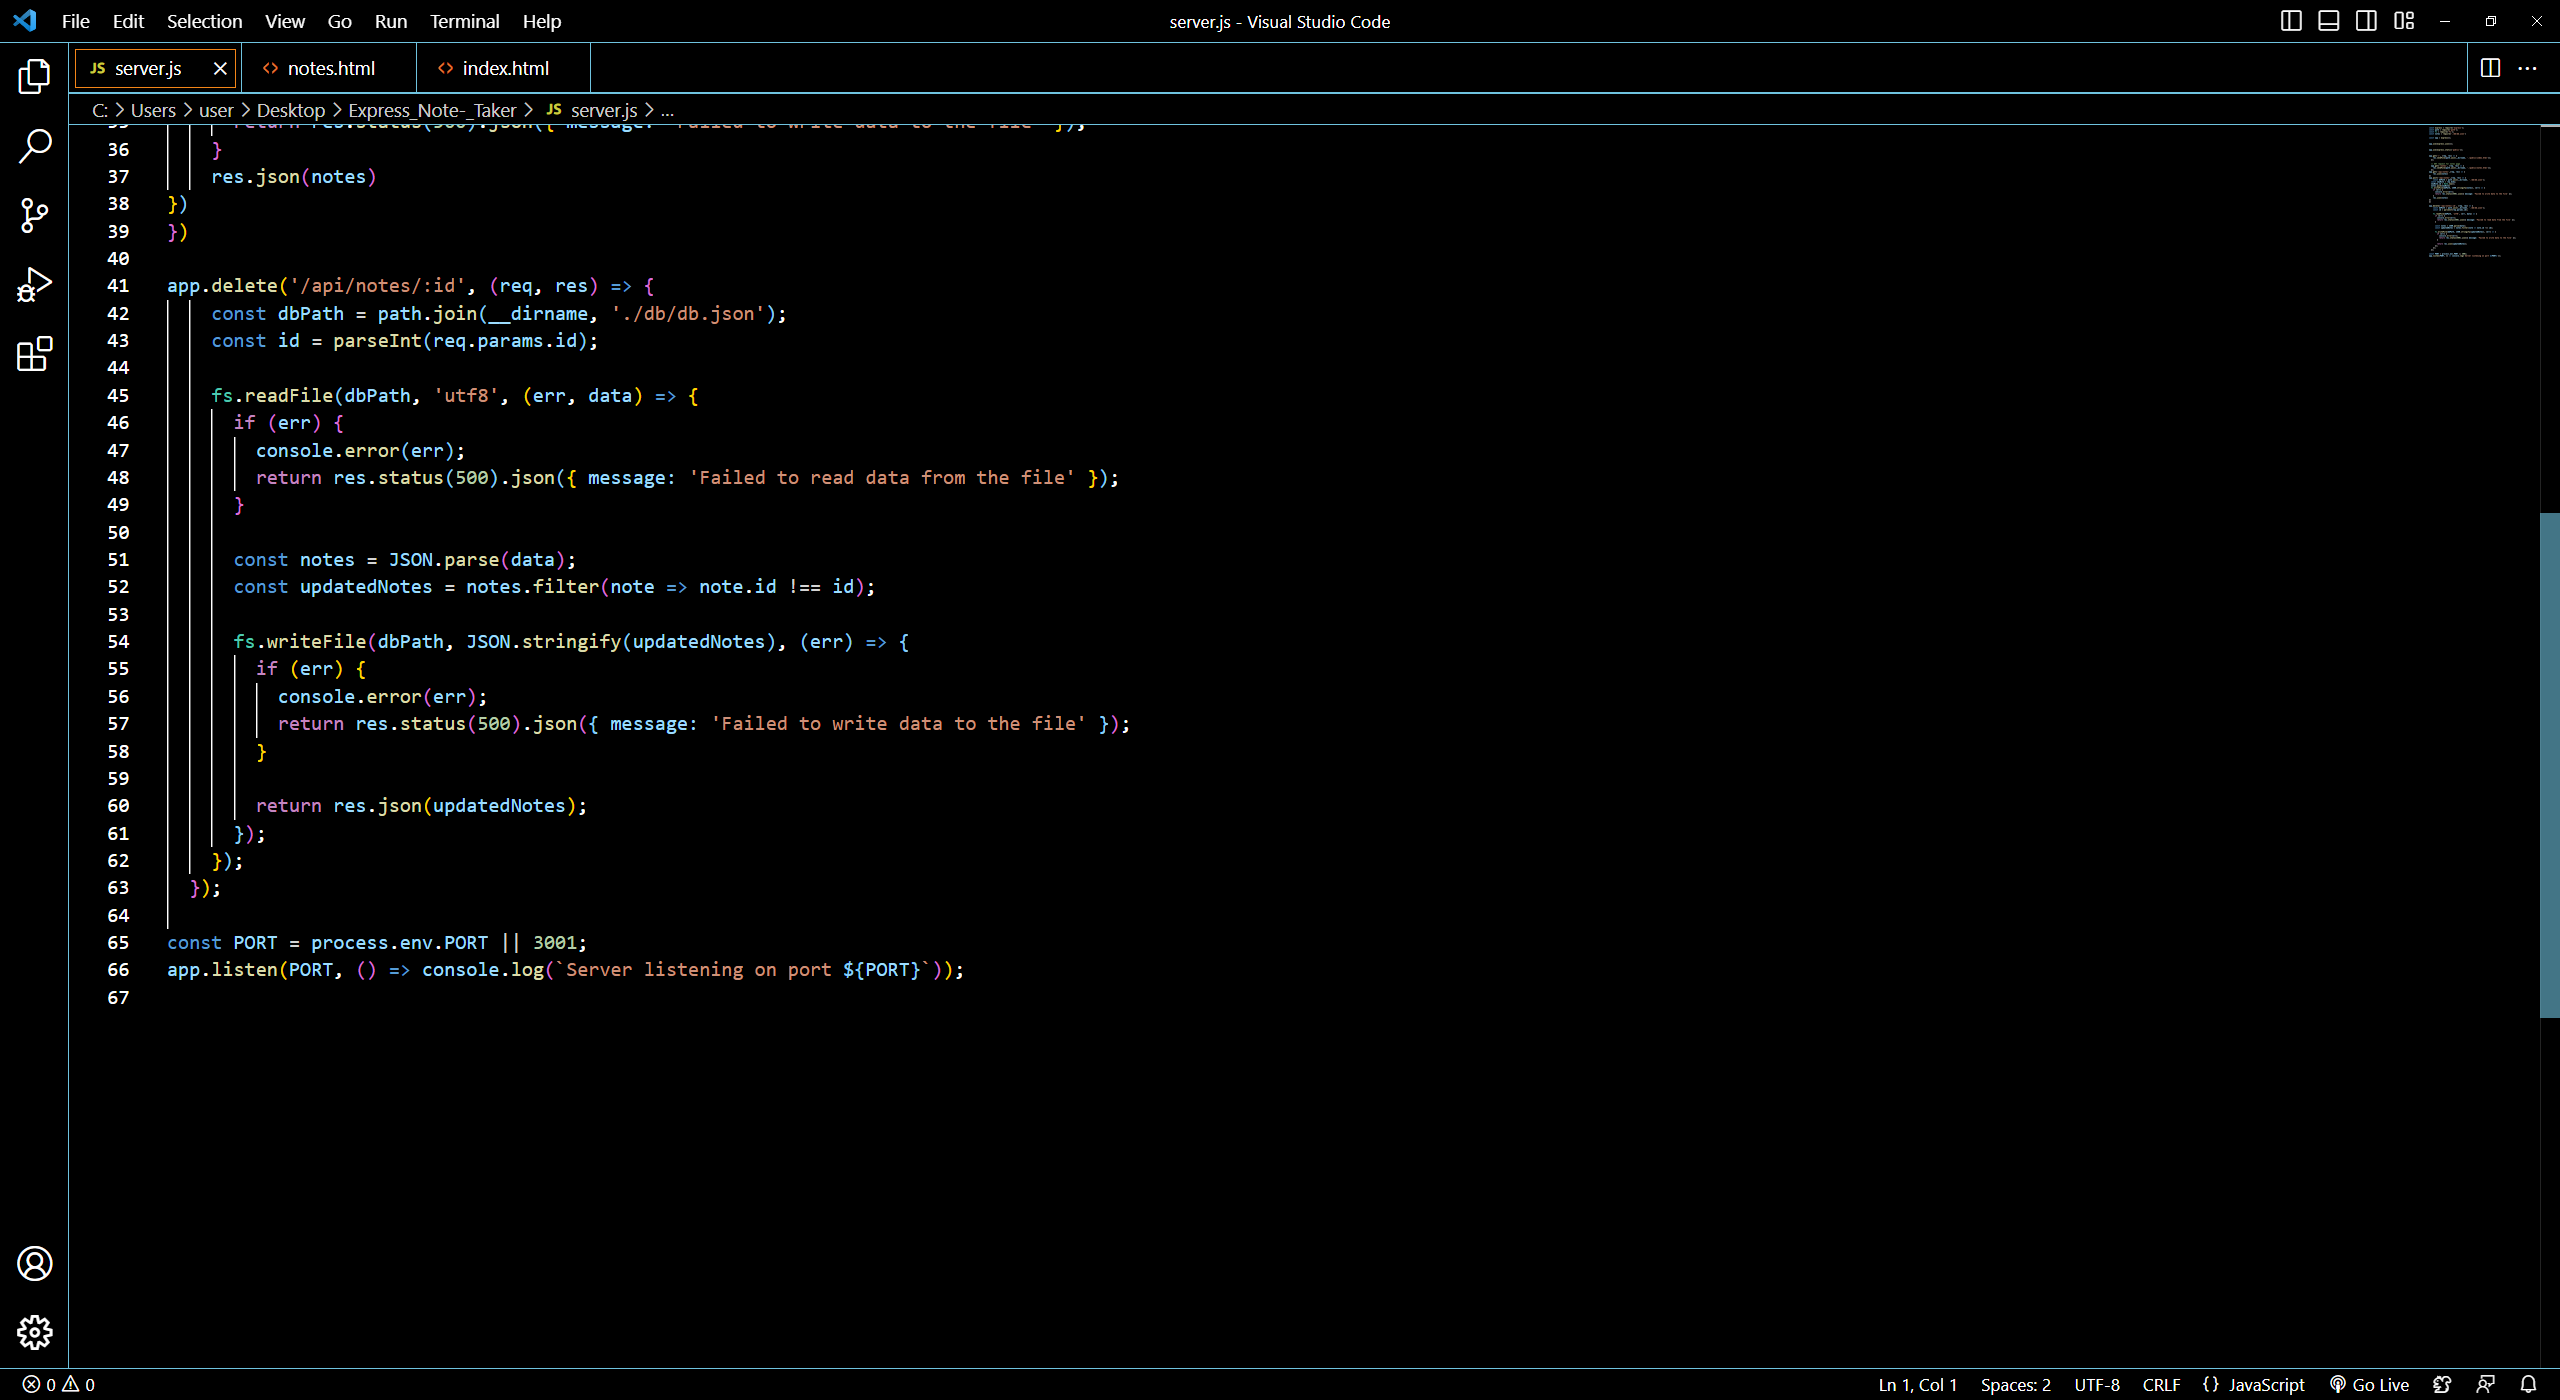 File Edit Selection View Go Run Terminal Help
server.js - Visual Studio Code
JS server.js
<> notes.html
<> index.html
C: > Users > user > Desktop > Express_Note-_Taker > JS server.js > ...
36 }
37 res.json(notes)
38 })
39 })
40
41 app.delete('/api/notes/:id', (req, res) => {
42 const dbPath = path.join(__dirname, './db/db.json');
43 const id = parseInt(req.params.id);
44
45 fs.readFile(dbPath, 'utf8', (err, data) => {
46 if (err) {
47 console.error(err);
48 return res.status(500).json({ message: 'Failed to read data from the file' });
49 }
50
51 const notes = JSON.parse(data);
52 const updatedNotes = notes.filter(note => note.id !== id);
53
54 fs.writeFile(dbPath, JSON.stringify(updatedNotes), (err) => {
55 if (err) {
56 console.error(err);
57 return res.status(500).json({ message: 'Failed to write data to the file' });
58 }
59
60 return res.json(updatedNotes);
61 });
62 });
63 });
64
65 const PORT = process.env.PORT || 3001;
66 app.listen(PORT, () => console.log(`Server listening on port ${PORT}`));
67
0 0
Ln 1, Col 1 Spaces: 2 UTF-8 CRLF {} JavaScript Go Live